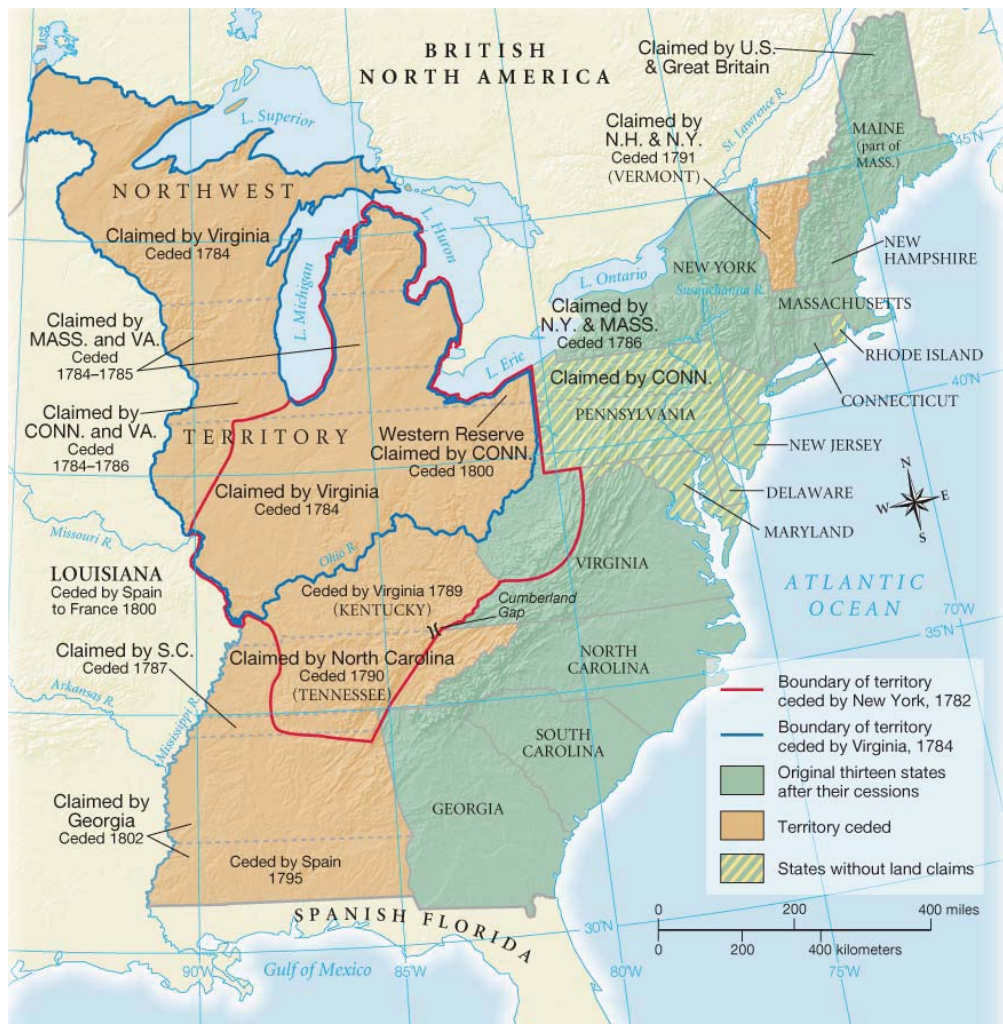 BRITISH
NORTH AMERICA
Claimed by U.S.
& Great Britain
St. Lawrence R.
Claimed by
N.H. & N.Y.
Ceded 1791
(VERMONT)
MAINE
(part of
MASS.)
45°N
L. Superior
NORTHWEST
Claimed by Virginia
Ceded 1784
L. Huron
L. Michigan
L. Ontario
NEW YORK
Susquehanna R.
NEW
HAMPSHIRE
MASSACHUSETTS
Claimed by
MASS. and VA.
Ceded
1784–1785
Claimed by
N.Y. & MASS.
Ceded 1786
L. Erie
RHODE ISLAND
Claimed by CONN.
40°N
CONNECTICUT
PENNSYLVANIA
Claimed by
CONN. and VA.
Ceded
1784–1786
TERRITORY
Western Reserve
Claimed by CONN.
Ceded 1800
NEW JERSEY
N
W
E
S
DELAWARE
MARYLAND
Claimed by Virginia
Ceded 1784
Missouri R.
Ohio R.
VIRGINIA
LOUISIANA
Ceded by Spain
to France 1800
Ceded by Virginia 1789
(KENTUCKY)
Cumberland
Gap
ATLANTIC
OCEAN
70°W
35°N
Claimed by S.C.
Ceded 1787
Claimed by North Carolina
Ceded 1790
(TENNESSEE)
NORTH
CAROLINA
Arkansas R.
Mississippi R.
SOUTH
CAROLINA
GEORGIA
Claimed by
Georgia
Ceded 1802
Ceded by Spain
1795
SPANISH FLORIDA
Gulf of Mexico
30°N
90°W
85°W
80°W
75°W
Boundary of territory
ceded by New York, 1782
Boundary of territory
ceded by Virginia, 1784
Original thirteen states
after their cessions
Territory ceded
States without land claims
0 200 400 miles
0 200 400 kilometers